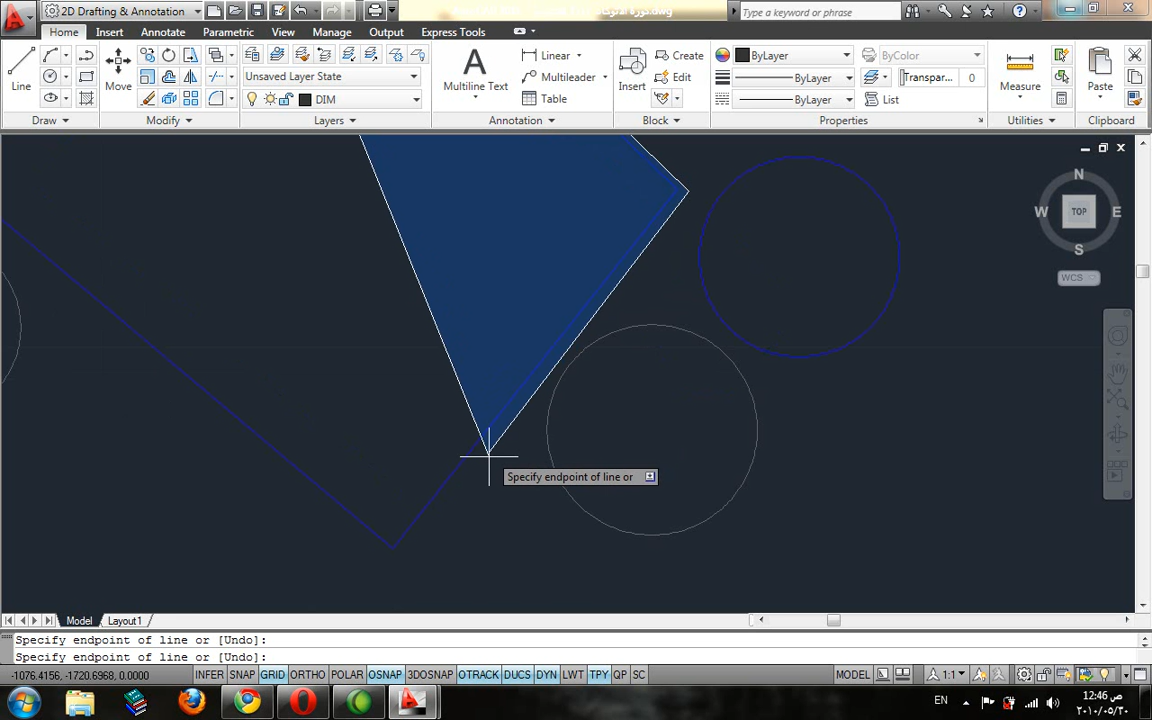 2D Drafting & Annotation
.dwg
Type a keyword or phrase
Home Insert Annotate Parametric View Manage Output Express Tools
Line
Move
Unsaved Layer State
DIM
Multiline Text
Linear
Multileader
Table
Insert
Create
Edit
ByLayer
ByLayer
ByLayer
ByColor
Transpar... 0
List
Measure
Paste
Draw Modify Layers Annotation Block Properties Utilities Clipboard
N
W TOP E
S
WCS
Specify endpoint of line or
Model Layout1
Specify endpoint of line or [Undo]:
Specify endpoint of line or [Undo]:
-1076.4156, -1720.6968, 0.0000 INFER SNAP GRID ORTHO POLAR OSNAP 3DOSNAP OTRACK DUCS DYN LWT TPY QP SC MODEL 1:1
EN
12:46 ص
٢٠١٠/٠٥/٢٠